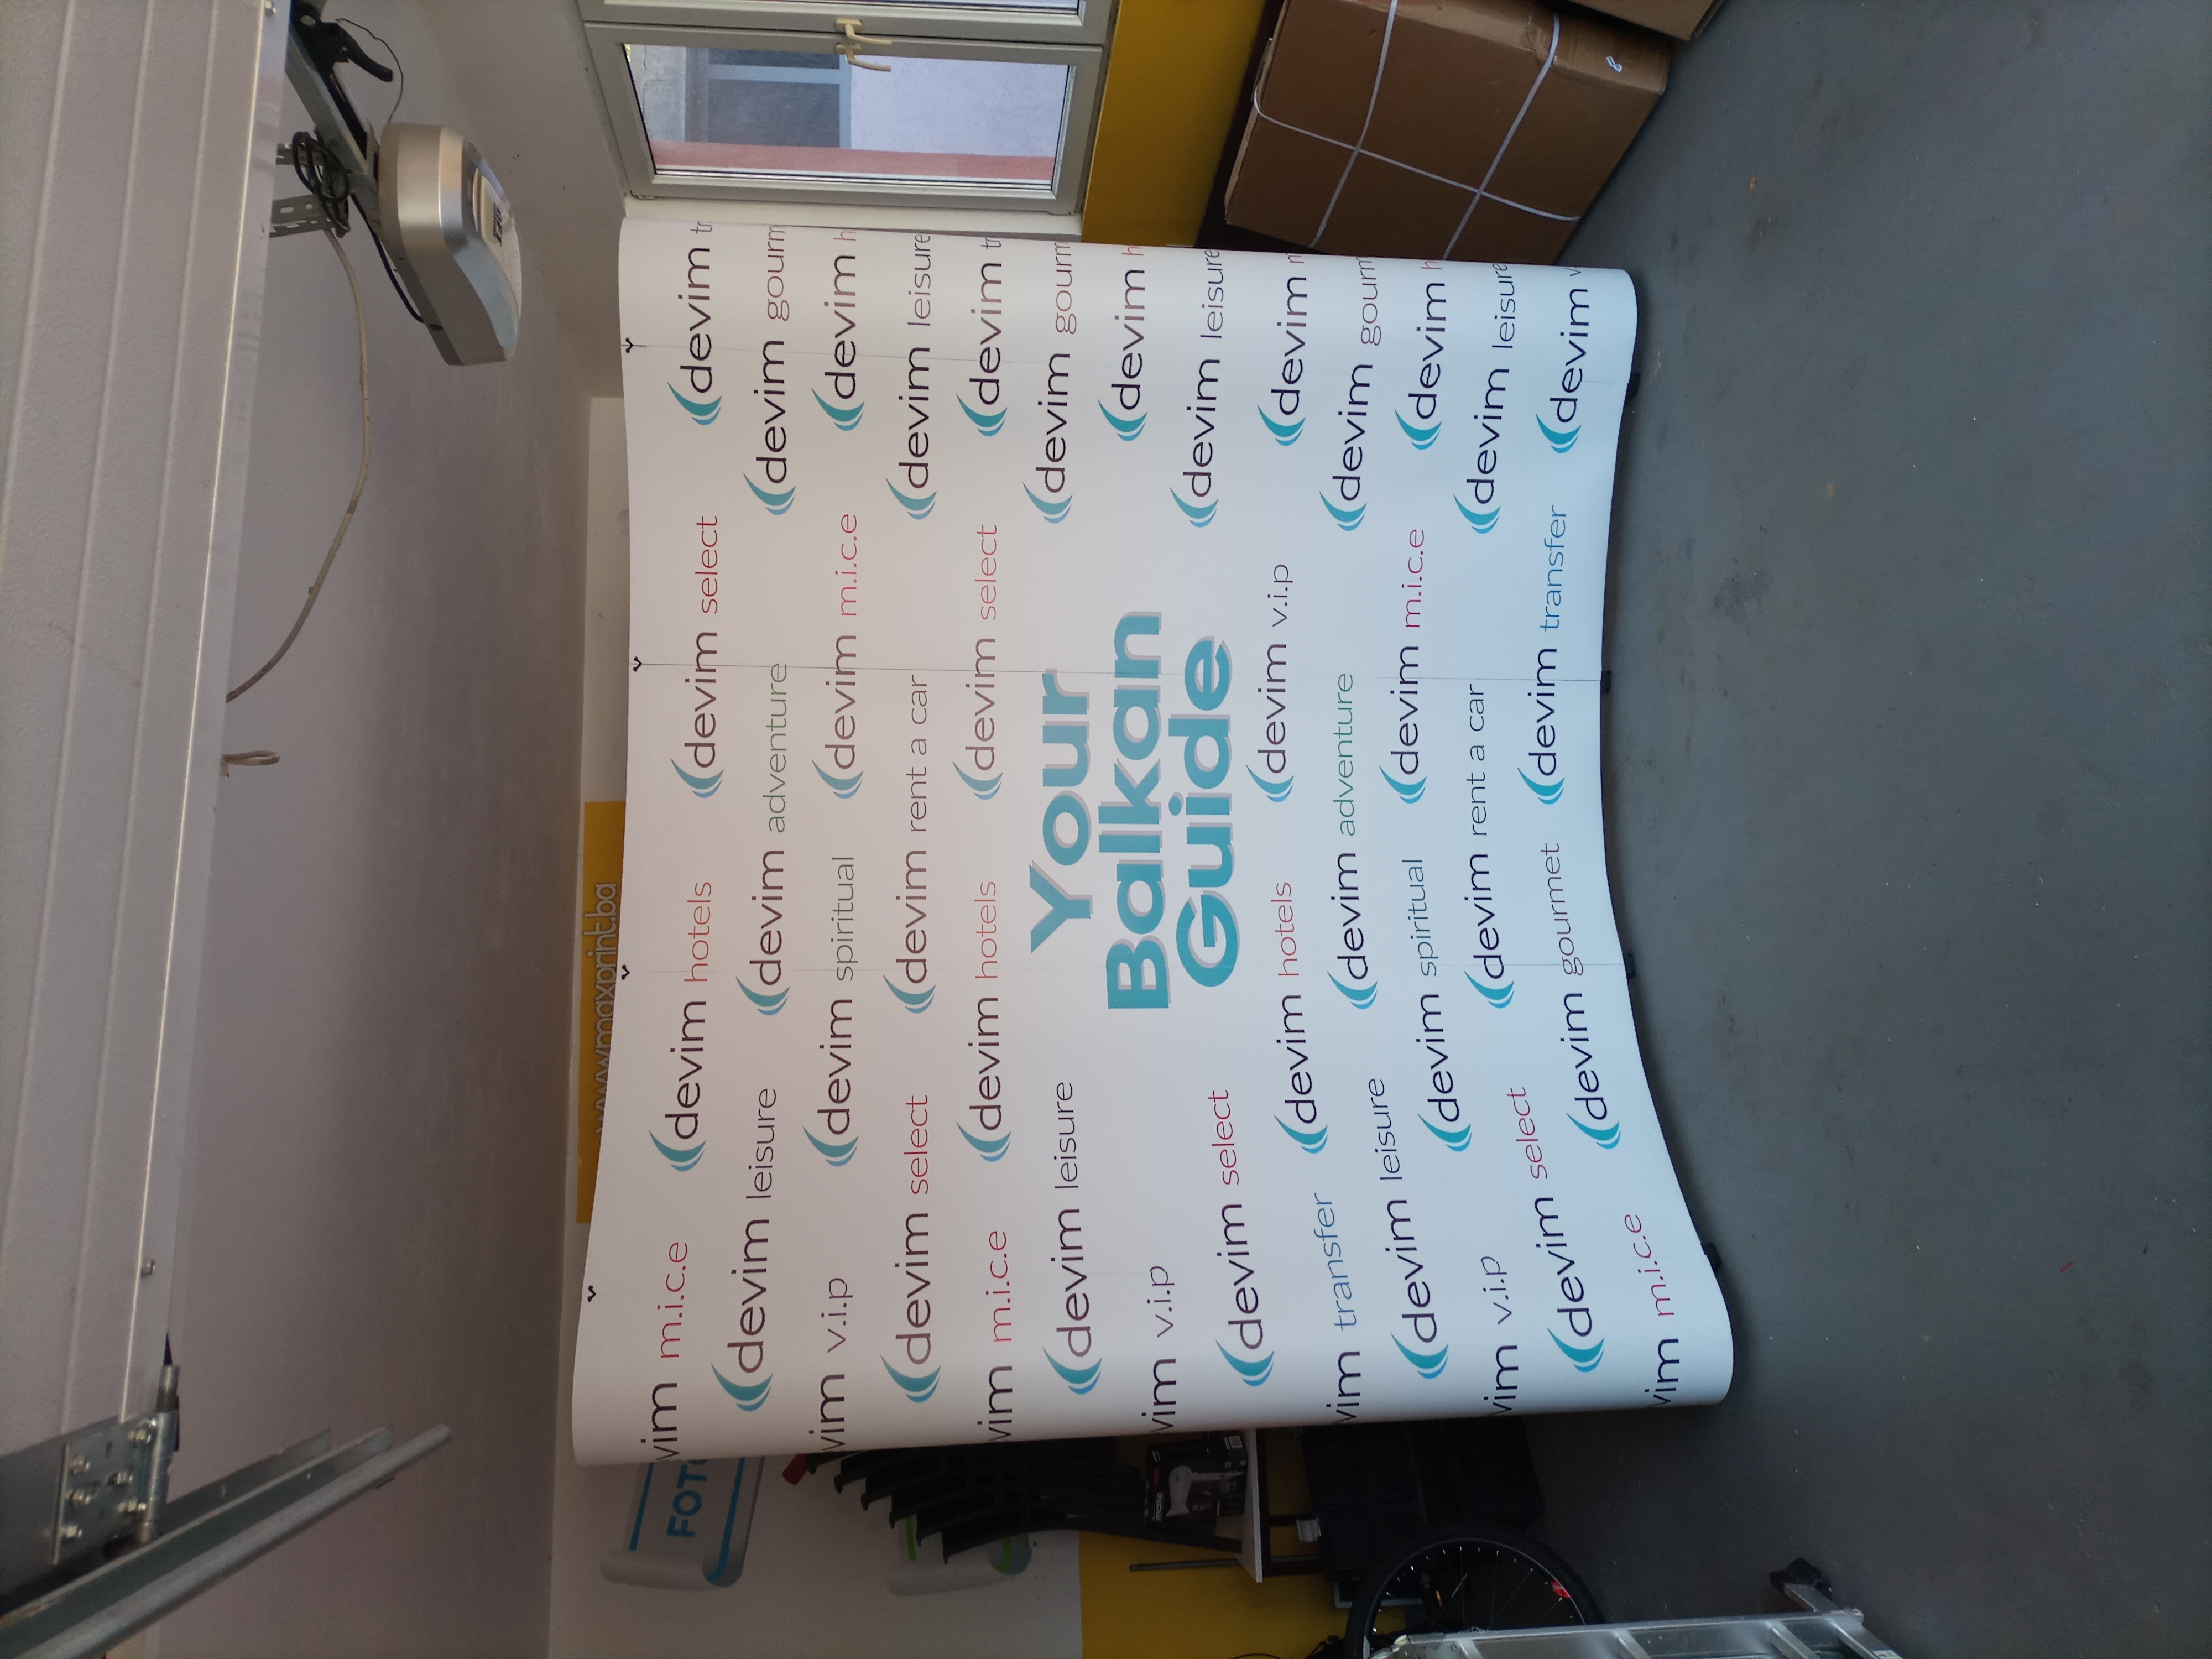 www.maxprint.ba
FOTO
vim m.i.c.e
devim hotels
devim select
devim tr
devim leisure
devim adventure
devim gourm
vim v.i.p
devim spiritual
devim m.i.c.e
devim h
devim select
devim rent a car
devim leisure
vim m.i.c.e
devim hotels
devim select
devim tr
devim leisure
Your
Balkan
Guide
devim gourm
devim h
vim v.i.p
devim leisure
devim select
devim hotels
devim v.i.p
devim m
vim transfer
devim adventure
devim gourm
devim leisure
devim spiritual
devim m.i.c.e
devim h
vim v.i.p
devim rent a car
devim leisure
devim select
devim gourmet
devim transfer
devim v
vim m.i.c.e